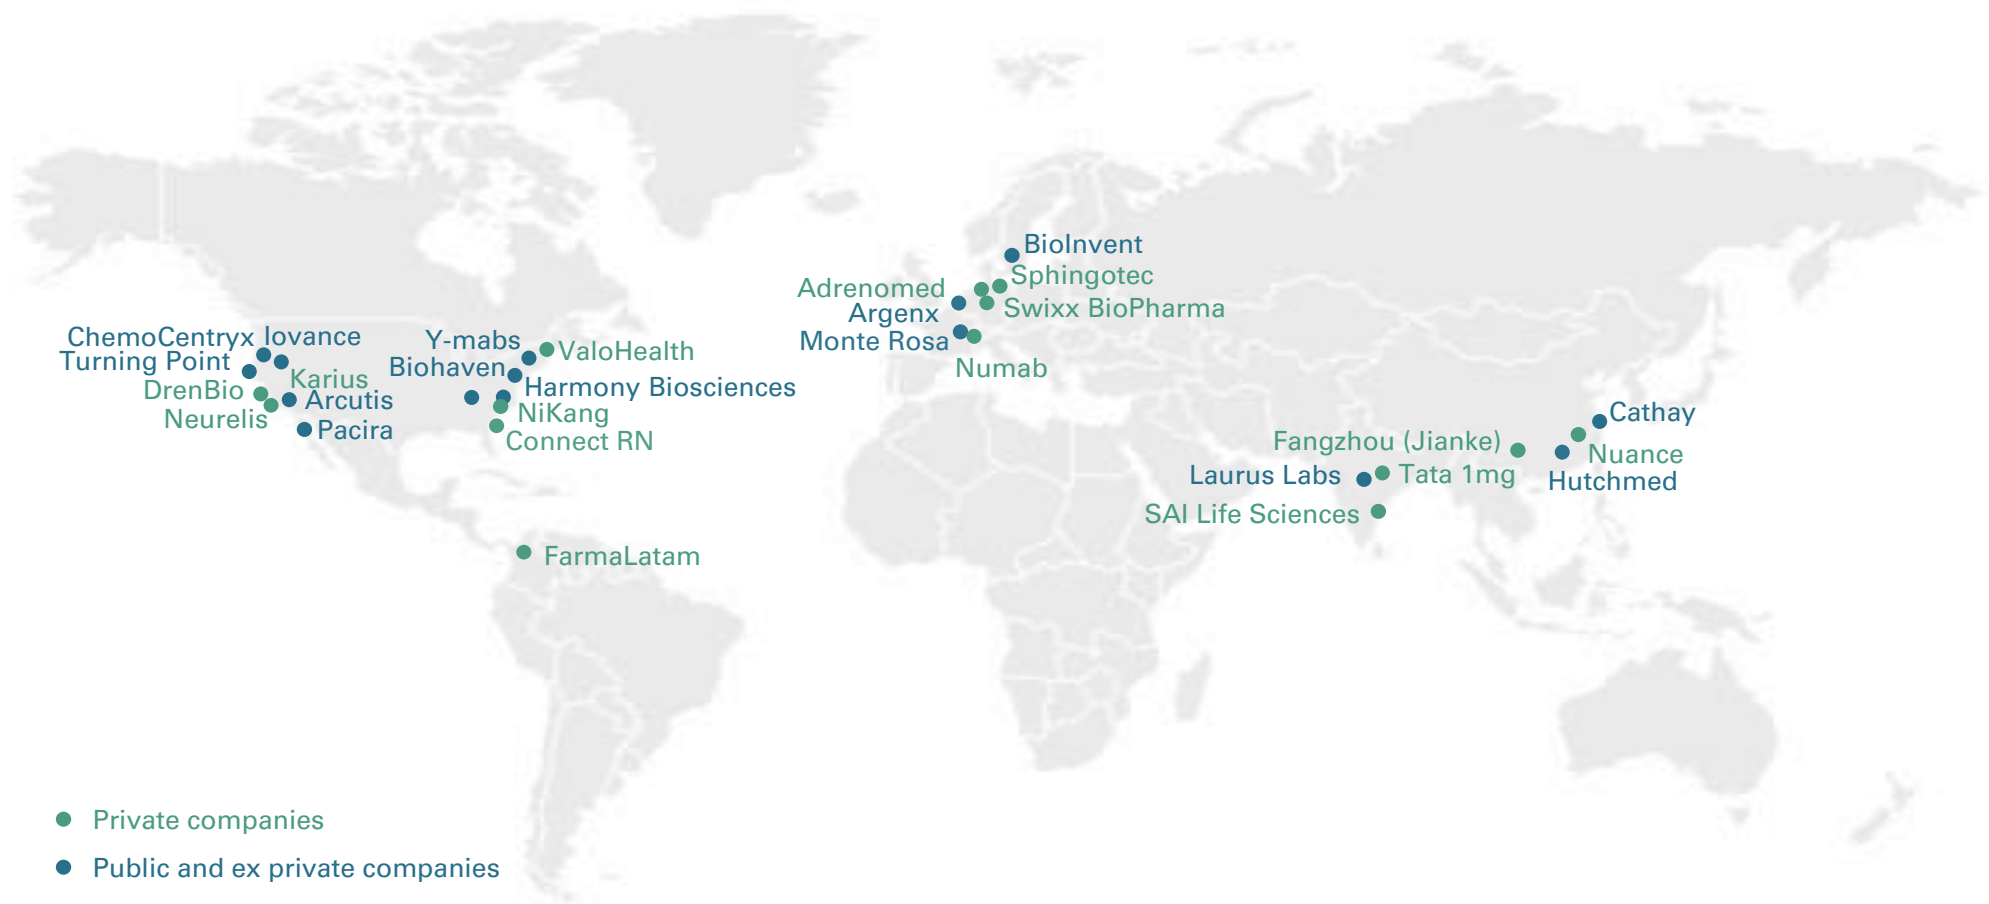 BioInvent
Sphingotec
Adrenomed
Swixx BioPharma
Argenx
Monte Rosa
Numab
ChemoCentryx
Iovance
Turning Point
Karius
DrenBio
Arcutis
Neurelis
Pacira
Y-mabs
ValoHealth
Biohaven
Harmony Biosciences
NiKang
Connect RN
Cathay
Fangzhou (Jianke)
Nuance
Laurus Labs
Tata 1mg
Hutchmed
SAI Life Sciences
FarmaLatam
Private companies
Public and ex private companies